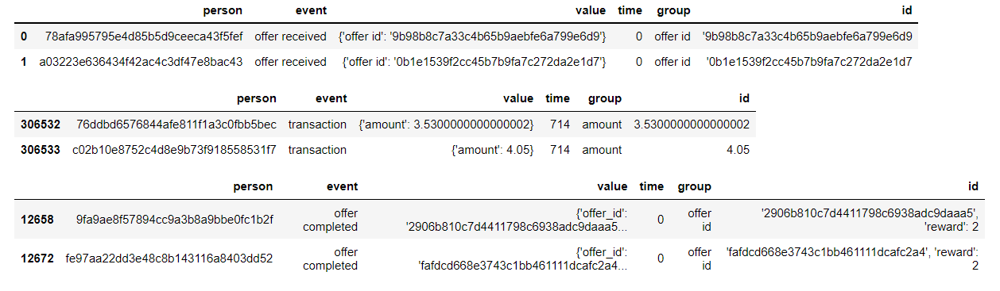 person event value time group id
0 78afa995795e4d85b5d9ceeca43f5fef offer received {'offer id': '9b98b8c7a33c4b65b9aebfe6a799e6d9'} 0 offer id '9b98b8c7a33c4b65b9aebfe6a799e6d9
1 a03223e636434f42ac4c3df47e8bac43 offer received {'offer id': '0b1e1539f2cc45b7b9fa7c272da2e1d7'} 0 offer id '0b1e1539f2cc45b7b9fa7c272da2e1d7
person event value time group id
306532 76ddbd6576844afe811f1a3c0fbb5bec transaction {'amount': 3.5300000000000002} 714 amount 3.5300000000000002
306533 c02b10e8752c4d8e9b73f918558531f7 transaction {'amount': 4.05} 714 amount 4.05
person event value time group id
offer {'offer_id': offer '2906b810c7d4411798c6938adc9daaa5',
12658 9fa9ae8f57894cc9a3b8a9bbe0fc1b2f 0
completed '2906b810c7d4411798c6938adc9daaa5... id 'reward': 2
offer {'offer_id': offer 'fafdcd668e3743c1bb461111dcafc2a4', 'reward':
12672 fe97aa22dd3e48c8b143116a8403dd52 0
completed 'fafdcd668e3743c1bb461111dcafc2a4... id 2